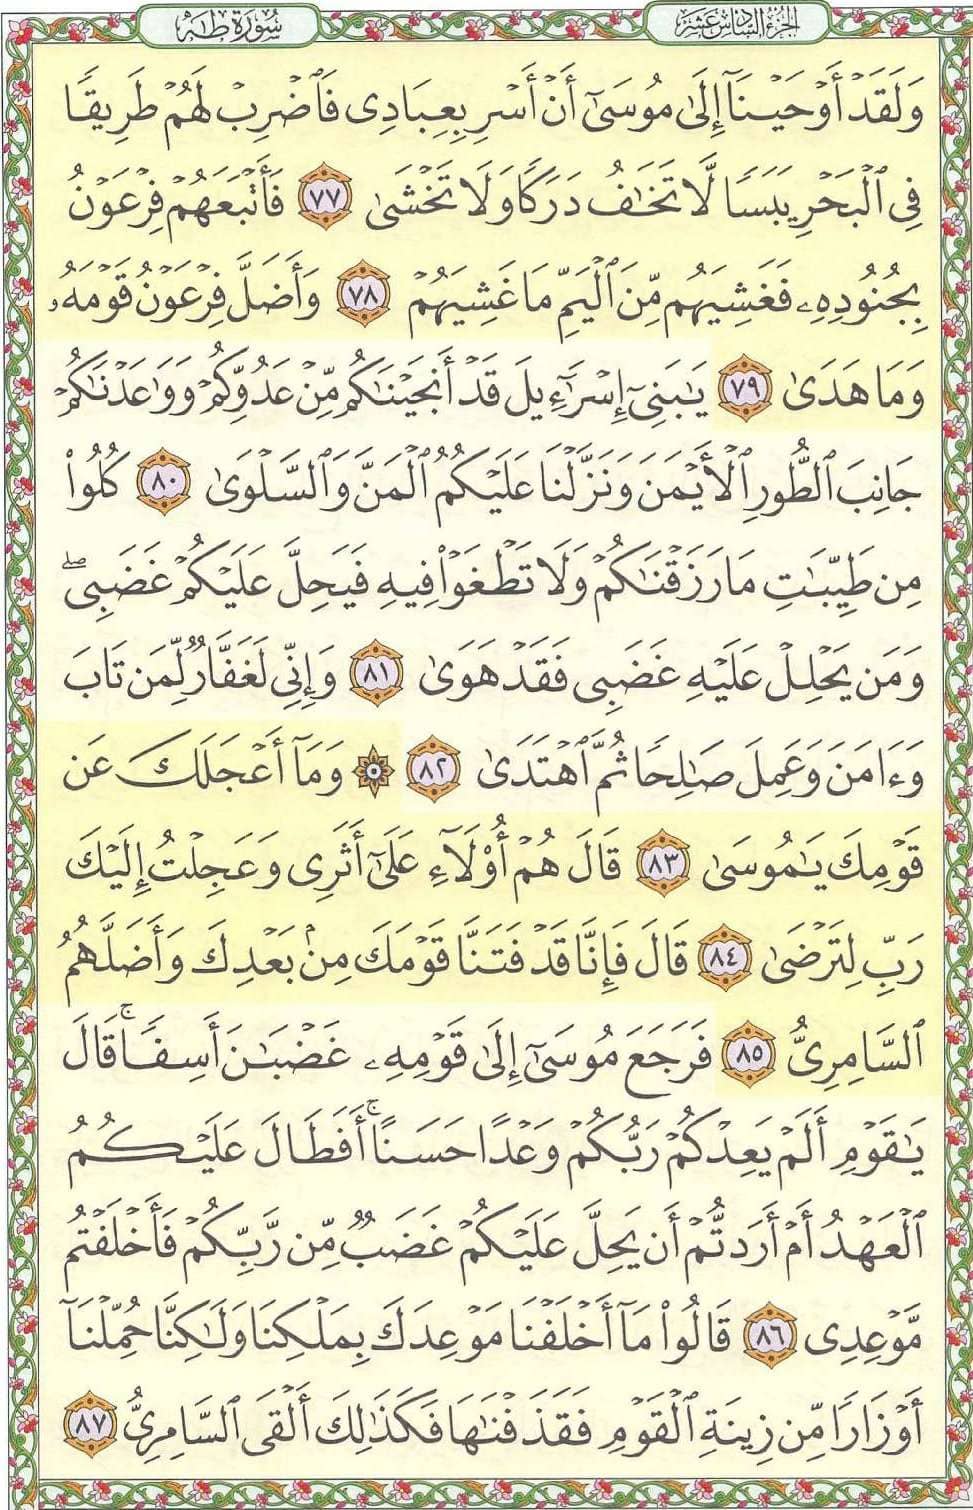 سُورَةُ طه
الجزء السادس عشر
وَلَقَدۡ أَوۡحَيۡنَآ إِلَىٰ مُوسَىٰٓ أَنۡ أَسۡرِ بِعِبَادِي فَٱضۡرِبۡ لَهُمۡ طَرِيقٗا
فِي ٱلۡبَحۡرِ يَبَسٗا لَّا تَخَٰفُ دَرَكٗا وَلَا تَخۡشَىٰ ٧٧ فَأَتۡبَعَهُمۡ فِرۡعَوۡنُ
بِجُنُودِهِۦ فَغَشِيَهُم مِّنَ ٱلۡيَمِّ مَا غَشِيَهُمۡ ٧٨ وَأَضَلَّ فِرۡعَوۡنُ قَوۡمَهُۥ
وَمَا هَدَىٰ ٧٩ يَٰبَنِيٓ إِسۡرَٰٓءِيلَ قَدۡ أَنجَيۡنَٰكُم مِّنۡ عَدُوِّكُمۡ وَوَٰعَدۡنَٰكُمۡ
جَانِبَ ٱلطُّورِ ٱلۡأَيۡمَنَ وَنَزَّلۡنَا عَلَيۡكُمُ ٱلۡمَنَّ وَٱلسَّلۡوَىٰ ٨٠ كُلُواْ
مِن طَيِّبَٰتِ مَا رَزَقۡنَٰكُمۡ وَلَا تَطۡغَوۡاْ فِيهِ فَيَحِلَّ عَلَيۡكُمۡ غَضَبِيۖ
وَمَن يَحۡلِلۡ عَلَيۡهِ غَضَبِي فَقَدۡ هَوَىٰ ٨١ وَإِنِّي لَغَفَّارٞ لِّمَن تَابَ
وَءَامَنَ وَعَمِلَ صَٰلِحٗا ثُمَّ ٱهۡتَدَىٰ ٨٢ ۞ وَمَآ أَعۡجَلَكَ عَن
قَوۡمِكَ يَٰمُوسَىٰ ٨٣ قَالَ هُمۡ أُوْلَآءِ عَلَىٰٓ أَثَرِي وَعَجِلۡتُ إِلَيۡكَ
رَبِّ لِتَرۡضَىٰ ٨٤ قَالَ فَإِنَّا قَدۡ فَتَنَّا قَوۡمَكَ مِنۢ بَعۡدِكَ وَأَضَلَّهُمُ
ٱلسَّامِرِيُّ ٨٥ فَرَجَعَ مُوسَىٰٓ إِلَىٰ قَوۡمِهِۦ غَضۡبَٰنَ أَسِفٗاۚ قَالَ
يَٰقَوۡمِ أَلَمۡ يَعِدۡكُمۡ رَبُّكُمۡ وَعۡدًا حَسَنًاۚ أَفَطَالَ عَلَيۡكُمُ
ٱلۡعَهۡدُ أَمۡ أَرَدتُّمۡ أَن يَحِلَّ عَلَيۡكُمۡ غَضَبٞ مِّن رَّبِّكُمۡ فَأَخۡلَفۡتُم
مَّوۡعِدِي ٨٦ قَالُواْ مَآ أَخۡلَفۡنَا مَوۡعِدَكَ بِمَلۡكِنَا وَلَٰكِنَّا حُمِّلۡنَآ
أَوۡزَارٗا مِّن زِينَةِ ٱلۡقَوۡمِ فَقَذَفۡنَٰهَا فَكَذَٰلِكَ أَلۡقَى ٱلسَّامِرِيُّ ٨٧